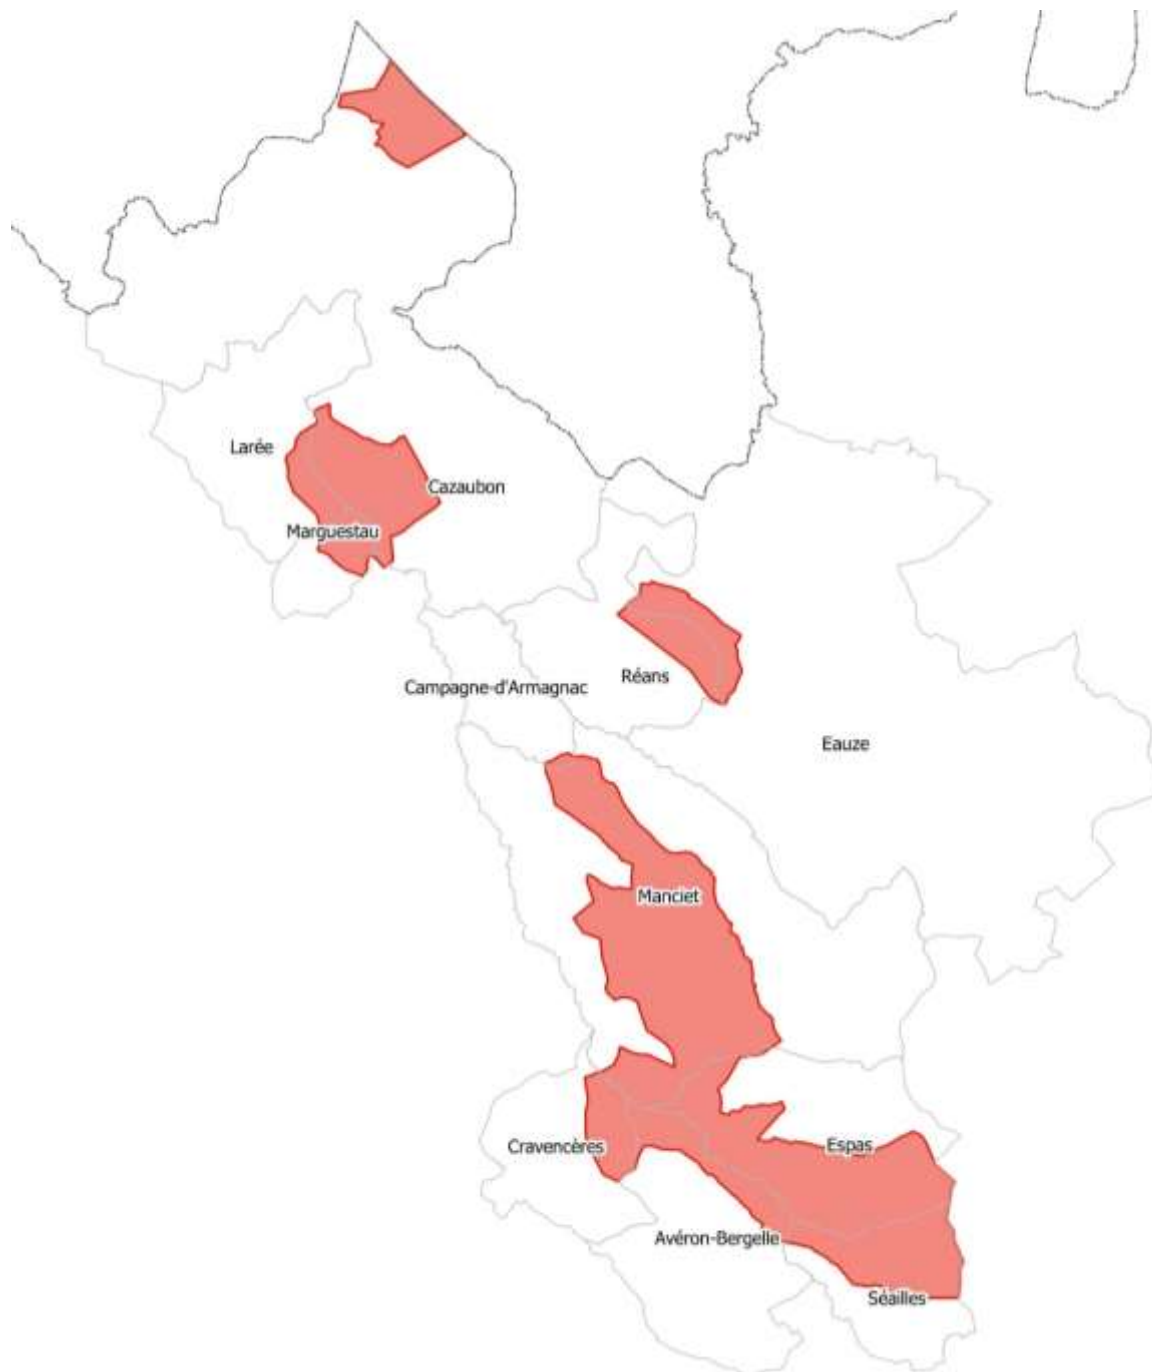 Larée
Cazaubon
Marguestau
Réans
Campagne-d'Armagnac
Eauze
Manciet
Cravencères
Espas
Avéron-Bergelle
Séailles